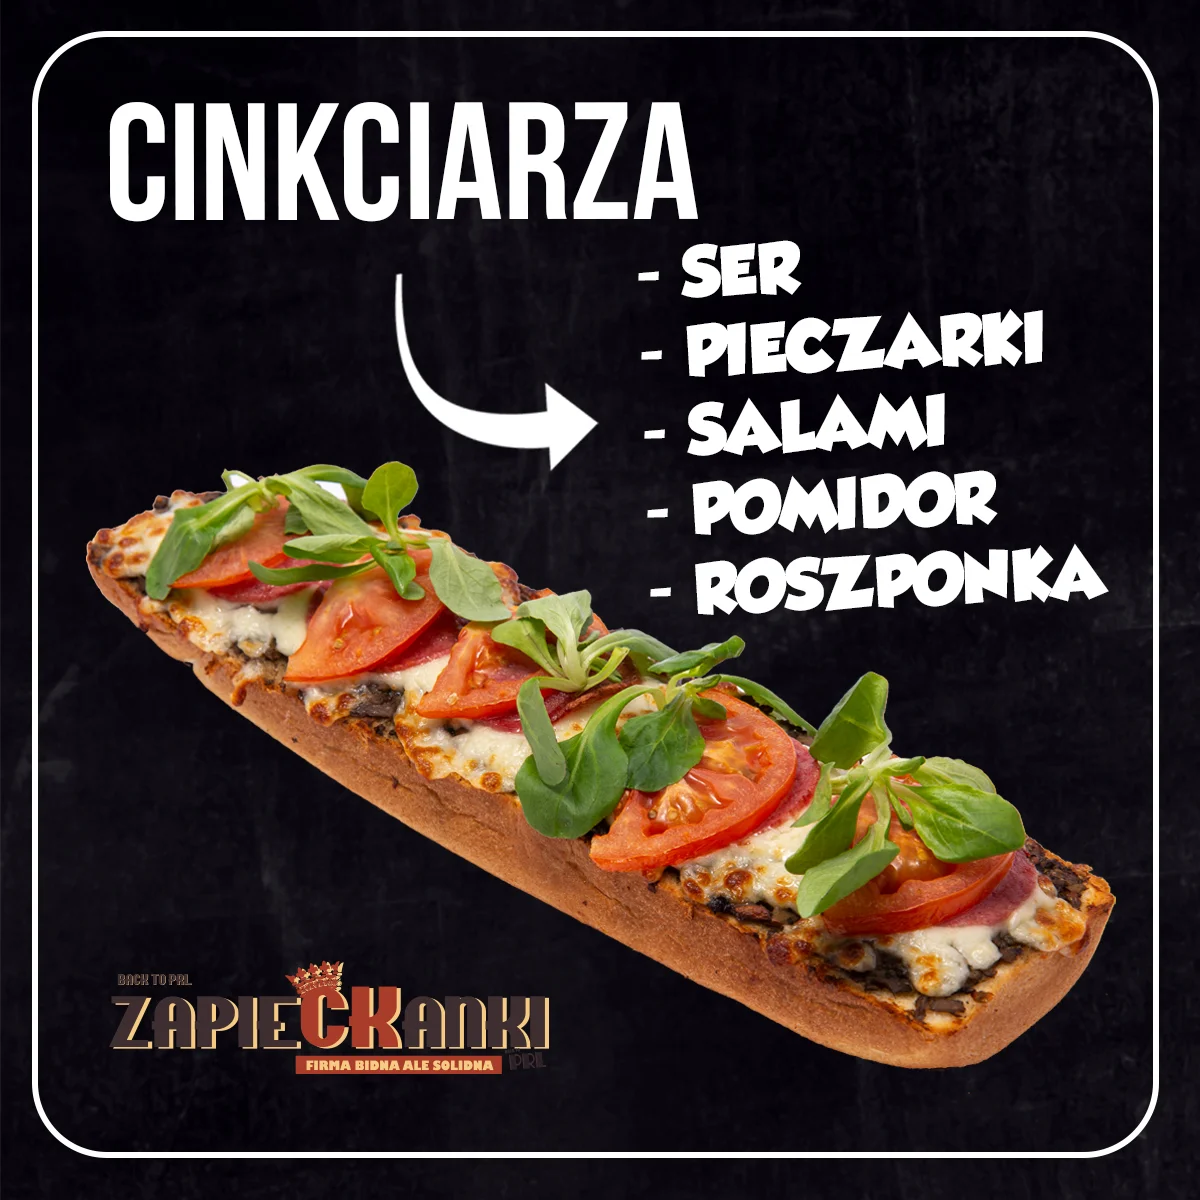 CINKCIARZA
- SER
- PIECZARKI
- SALAMI
- POMIDOR
- ROSZPONKA
BACK TO PRL
ZAPIECKANKI
FIRMA BIDNA ALE SOLIDNA
PRL